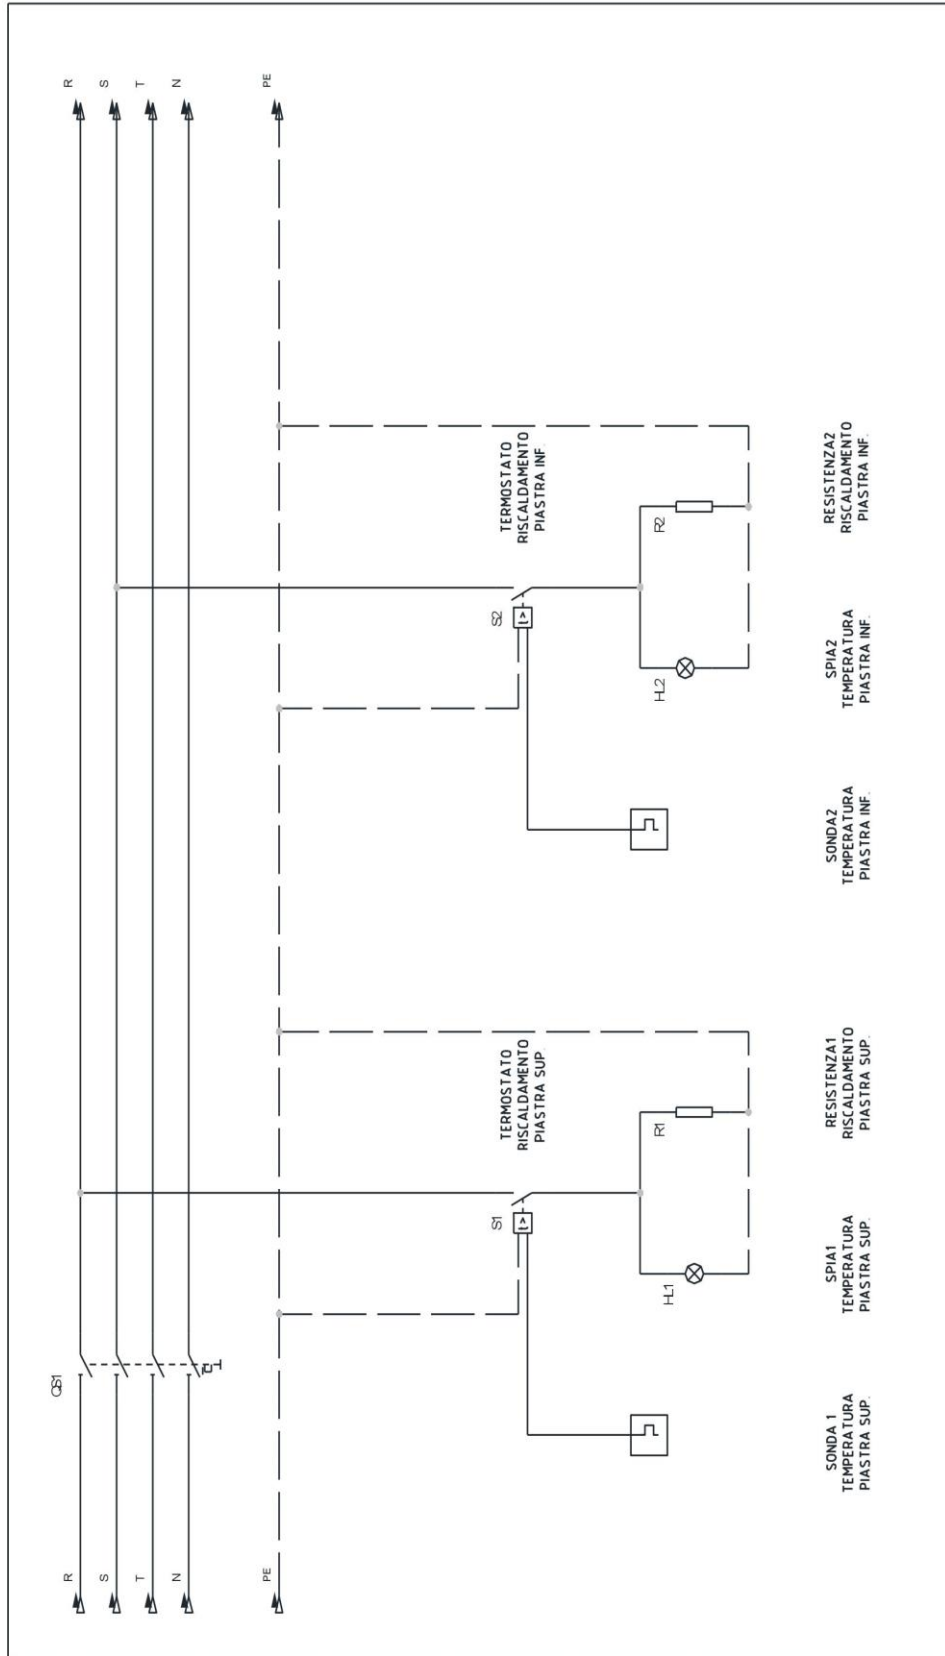 R
S
T
N
PE
QS1
R
S
T
N
PE
TERMOSTATO
RISCALDAMENTO
PIASTRA SUP.
S1
R1
HL1
SONDA 1
TEMPERATURA
PIASTRA SUP.
SPIA1
TEMPERATURA
PIASTRA SUP.
RESISTENZA1
RISCALDAMENTO
PIASTRA SUP.
TERMOSTATO
RISCALDAMENTO
PIASTRA INF.
S2
t>
t>
R2
HL2
SONDA2
TEMPERATURA
PIASTRA INF.
SPIA2
TEMPERATURA
PIASTRA INF.
RESISTENZA2
RISCALDAMENTO
PIASTRA INF.